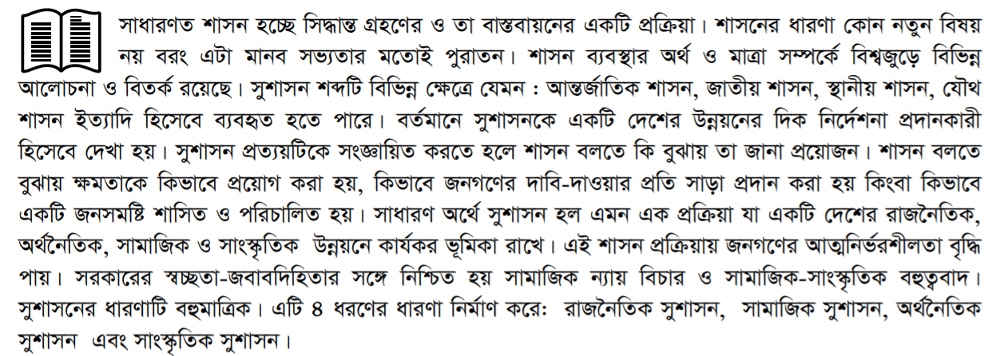 সাধারণত শাসন হচ্ছে সিদ্ধান্ত গ্রহণের ও তা বাস্তবায়নের একটি প্রক্রিয়া। শাসনের ধারণা কোন নতুন বিষয়
নয় বরং এটা মানব সভ্যতার মতোই পুরাতন। শাসন ব্যবস্থার অর্থ ও মাত্রা সম্পর্কে বিশ্বজুড়ে বিভিন্ন
আলোচনা ও বিতর্ক রয়েছে। সুশাসন শব্দটি বিভিন্ন ক্ষেত্রে যেমন : আন্তর্জাতিক শাসন, জাতীয় শাসন, স্থানীয় শাসন, যৌথ
শাসন ইত্যাদি হিসেবে ব্যবহৃত হতে পারে। বর্তমানে সুশাসনকে একটি দেশের উন্নয়নের দিক নির্দেশনা প্রদানকারী
হিসেবে দেখা হয়। সুশাসন প্রত্যয়টিকে সংজ্ঞায়িত করতে হলে শাসন বলতে কি বুঝায় তা জানা প্রয়োজন। শাসন বলতে
বুঝায় ক্ষমতাকে কিভাবে প্রয়োগ করা হয়, কিভাবে জনগণের দাবি-দাওয়ার প্রতি সাড়া প্রদান করা হয় কিংবা কিভাবে
একটি জনসমষ্টি শাসিত ও পরিচালিত হয়। সাধারণ অর্থে সুশাসন হল এমন এক প্রক্রিয়া যা একটি দেশের রাজনৈতিক,
অর্থনৈতিক, সামাজিক ও সাংস্কৃতিক উন্নয়নে কার্যকর ভূমিকা রাখে। এই শাসন প্রক্রিয়ায় জনগণের আত্মনির্ভরশীলতা বৃদ্ধি
পায়। সরকারের স্বচ্ছতা-জবাবদিহিতার সঙ্গে নিশ্চিত হয় সামাজিক ন্যায় বিচার ও সামাজিক-সাংস্কৃতিক বহুত্ববাদ।
সুশাসনের ধারণাটি বহুমাত্রিক। এটি ৪ ধরণের ধারণা নির্মাণ করে: রাজনৈতিক সুশাসন, সামাজিক সুশাসন, অর্থনৈতিক
সুশাসন এবং সাংস্কৃতিক সুশাসন।